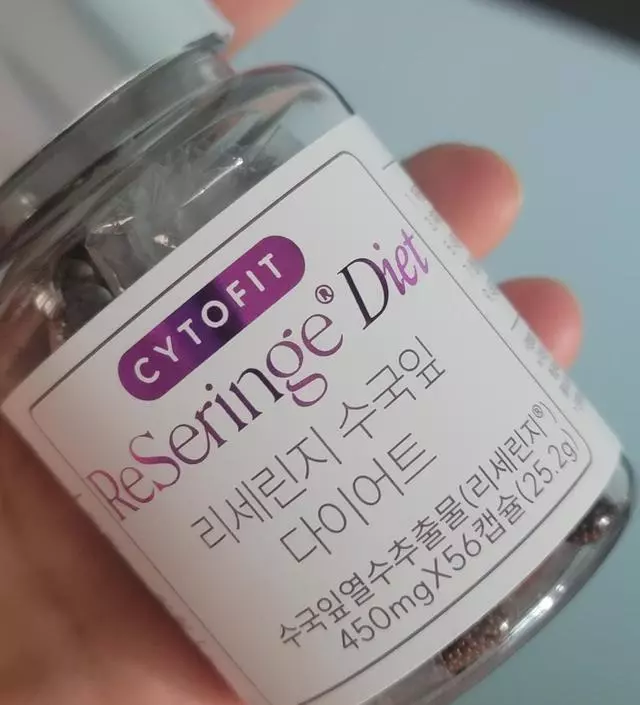 CYTOFIT
ReSeringe® Diet
리세린지 수국잎
다이어트
수국잎열수추출물(리세린지®)
450mgX56캡슐(25.2g)